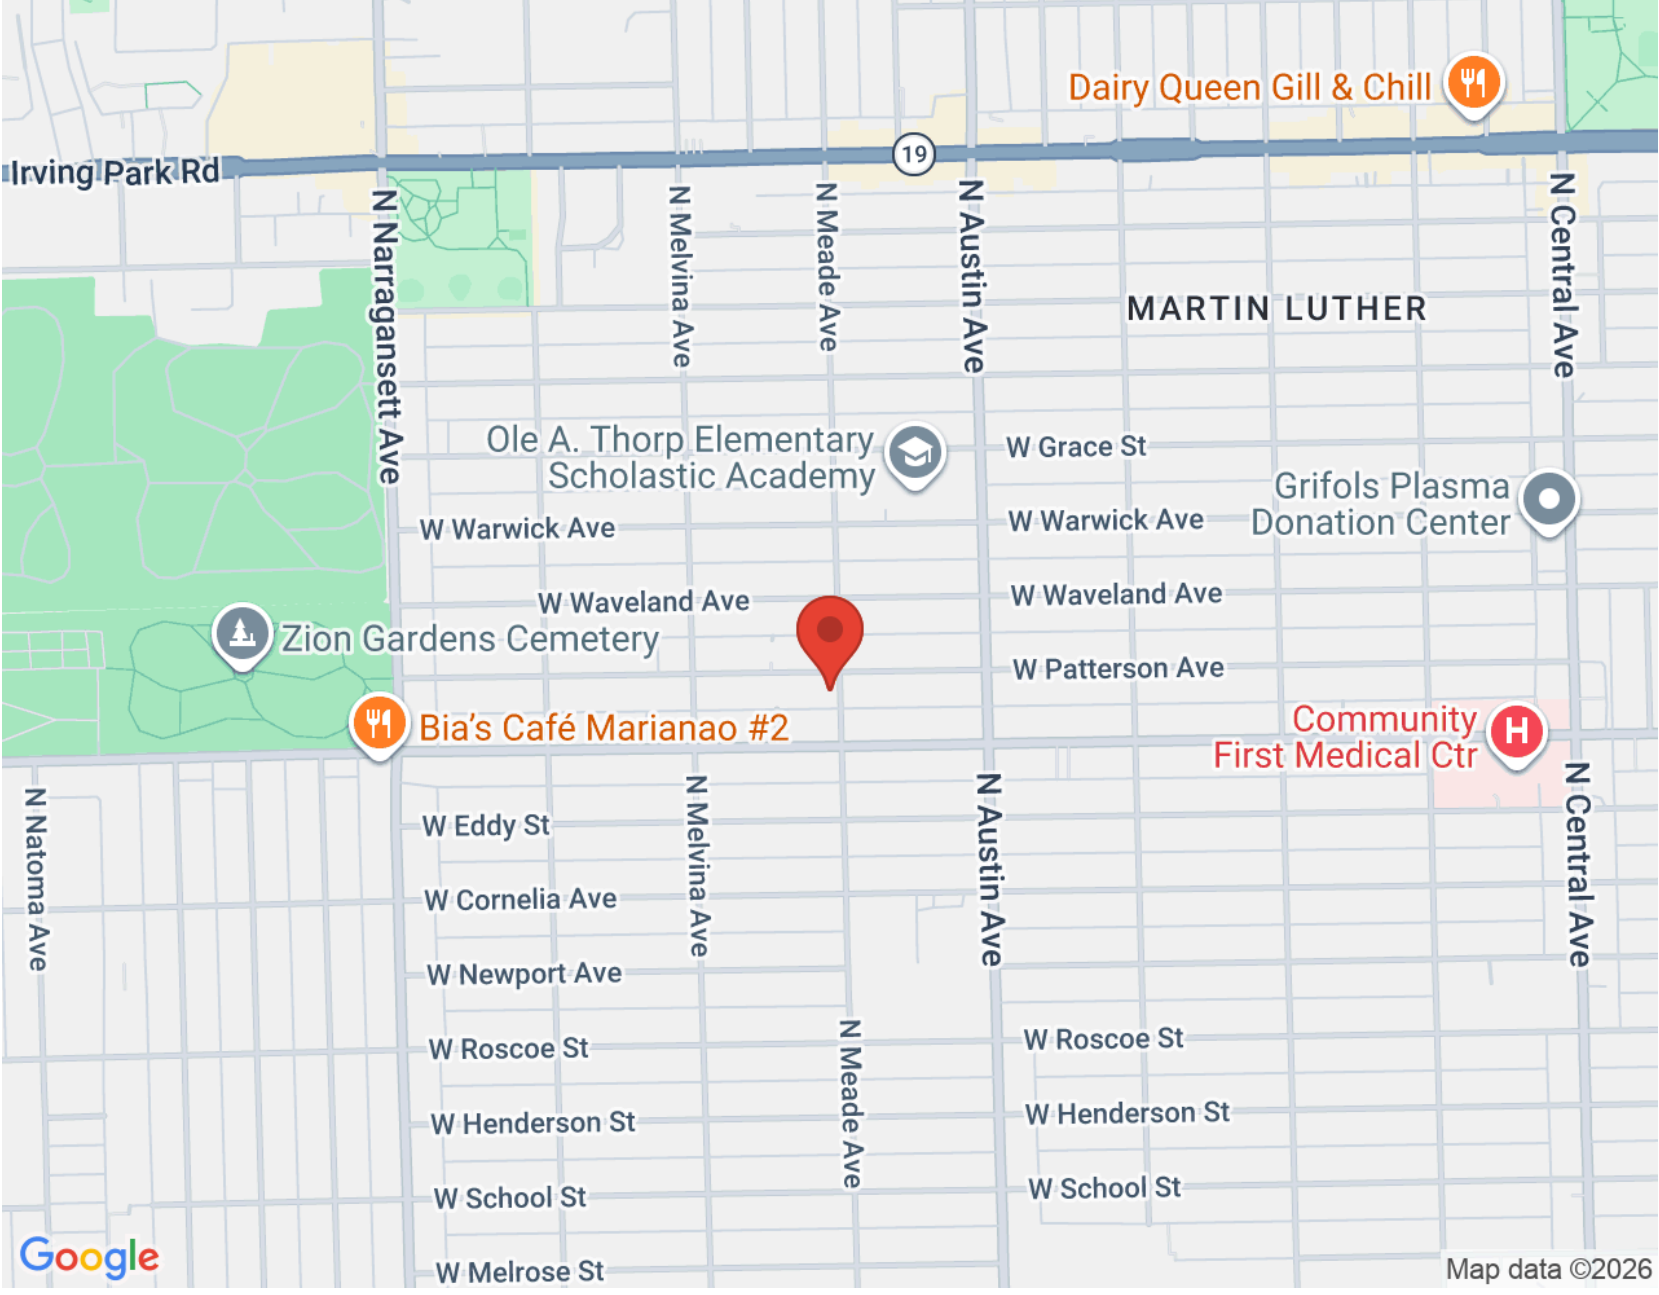 Dairy Queen Gill & Chill
19
Irving Park Rd
N Narragansett Ave
N Melvina Ave
N Meade Ave
N Austin Ave
N Central Ave
MARTIN LUTHER
Ole A. Thorp Elementary
Scholastic Academy
W Grace St
Grifols Plasma
Donation Center
W Warwick Ave
W Warwick Ave
W Waveland Ave
W Waveland Ave
Zion Gardens Cemetery
W Patterson Ave
Bia's Café Marianao #2
Community
First Medical Ctr
H
N Natoma Ave
N Melvina Ave
N Austin Ave
N Central Ave
W Eddy St
W Cornelia Ave
W Newport Ave
W Roscoe St
N Meade Ave
W Roscoe St
W Henderson St
W Henderson St
W School St
W School St
Google
W Melrose St
Map data ©2026